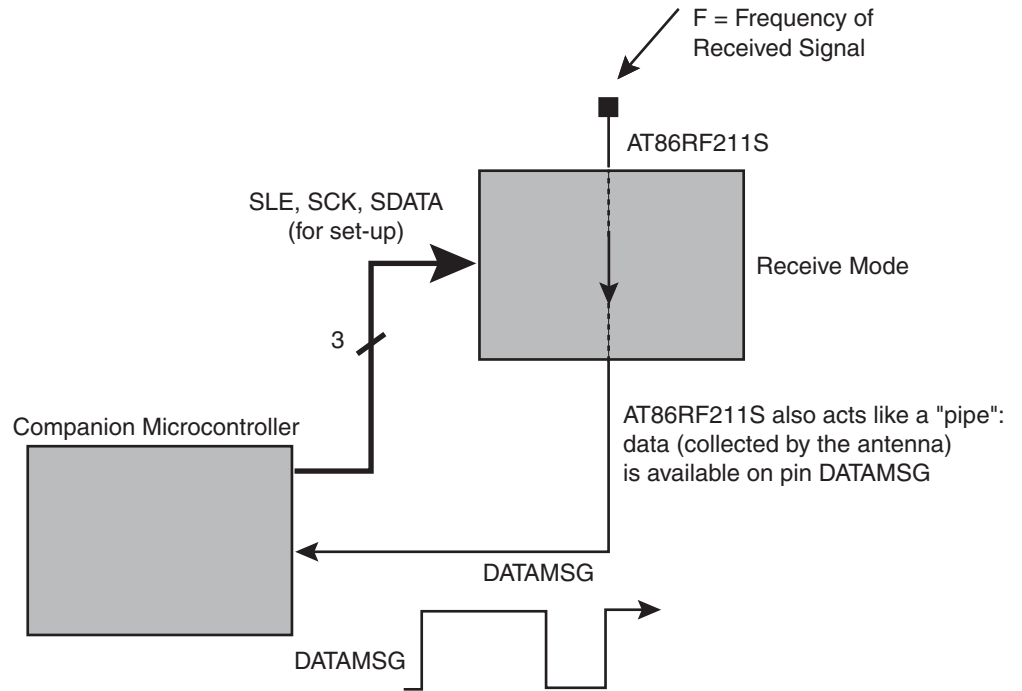 F = Frequency of
Received Signal
AT86RF211S
SLE, SCK, SDATA
(for set-up)
Receive Mode
3
Companion Microcontroller
AT86RF211S also acts like a "pipe":
data (collected by the antenna)
is available on pin DATAMSG
DATAMSG
DATAMSG